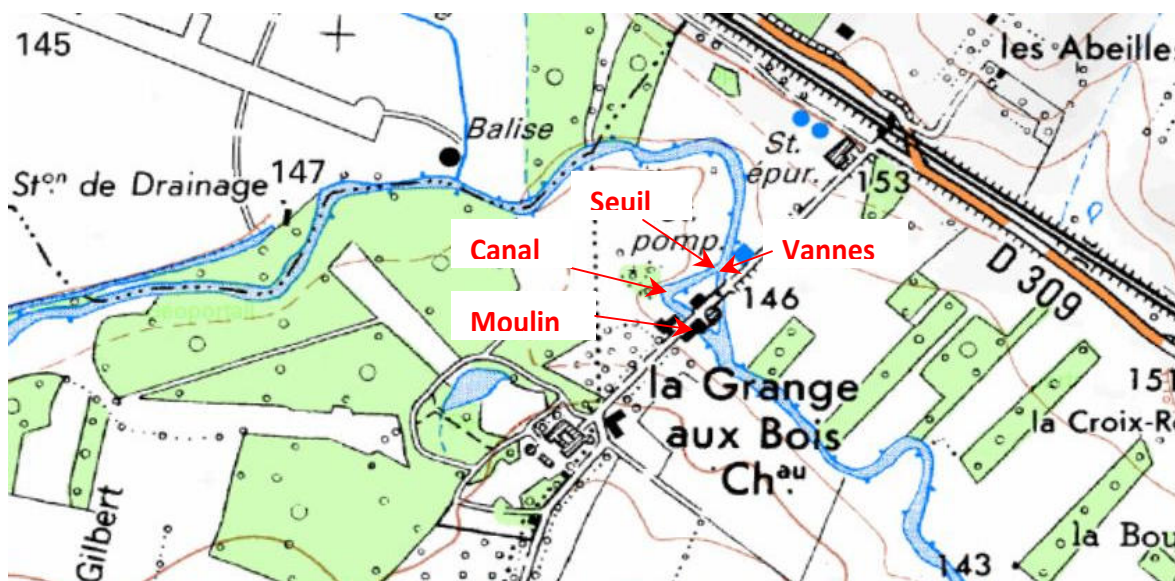 145
les Abeille
Balise
St.
épur.
153
Stᵒⁿ de Drainage
147
Seuil
pomp.
Canal
Vannes
D 309
146
Moulin
la Grange
aux Bois
Chᵃᵘ.
151
la Croix-R
Gilbert
la Bou
143